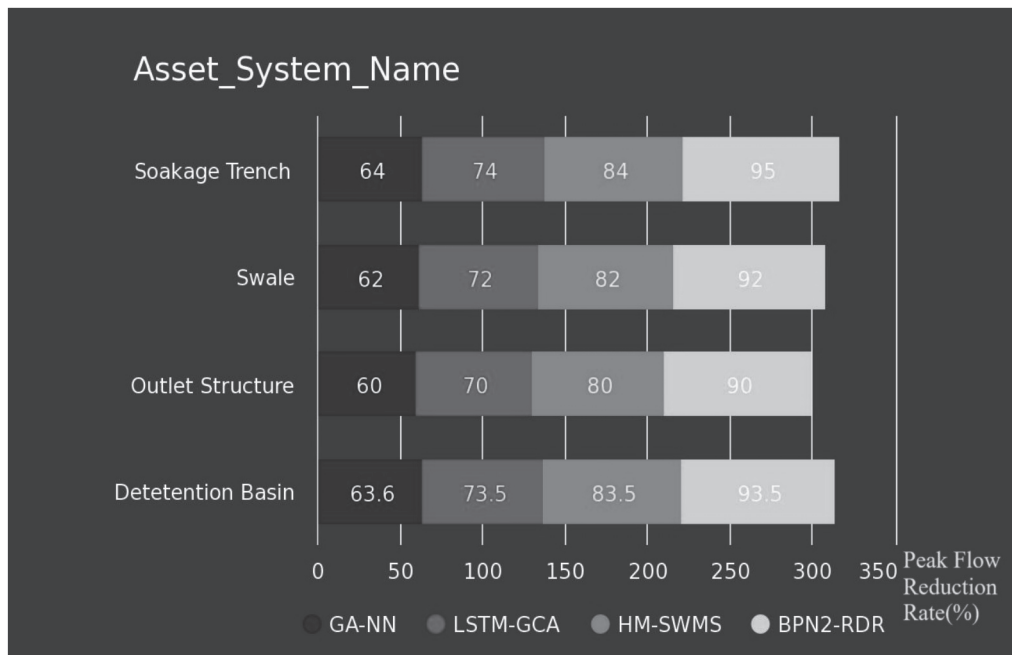 Asset_System_Name
Soakage Trench
64 74 84 95
Swale
62 72 82 92
Outlet Structure
60 70 80 90
Detetention Basin
63.6 73.5 83.5 93.5
0 50 100 150 200 250 300 350
Peak Flow
Reduction
Rate(%)
GA-NN LSTM-GCA HM-SWMS BPN2-RDR